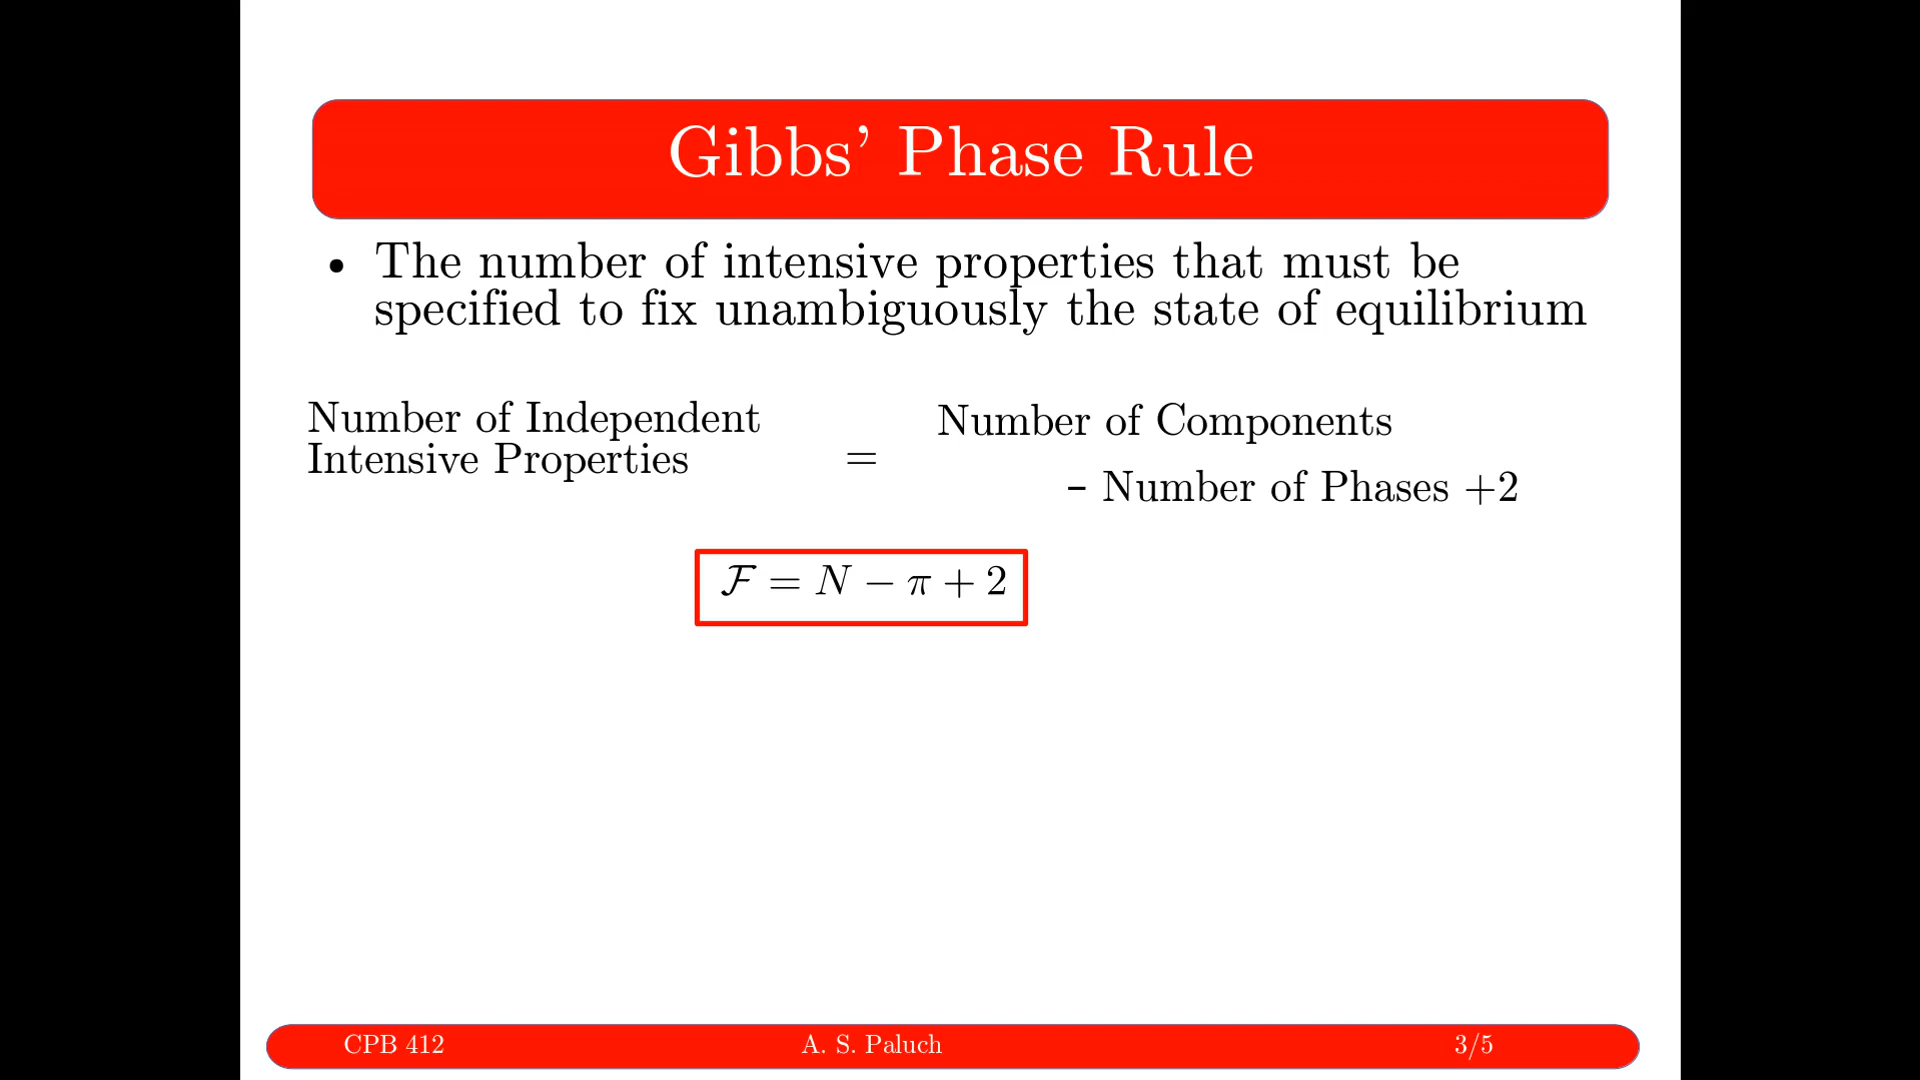 Gibbs' Phase Rule
• The number of intensive properties that must be
specified to fix unambiguously the state of equilibrium
Number of Independent
Intensive Properties
=
Number of Components
– Number of Phases +2
ℱ = N − π + 2
CPB 412 A. S. Paluch 3/5